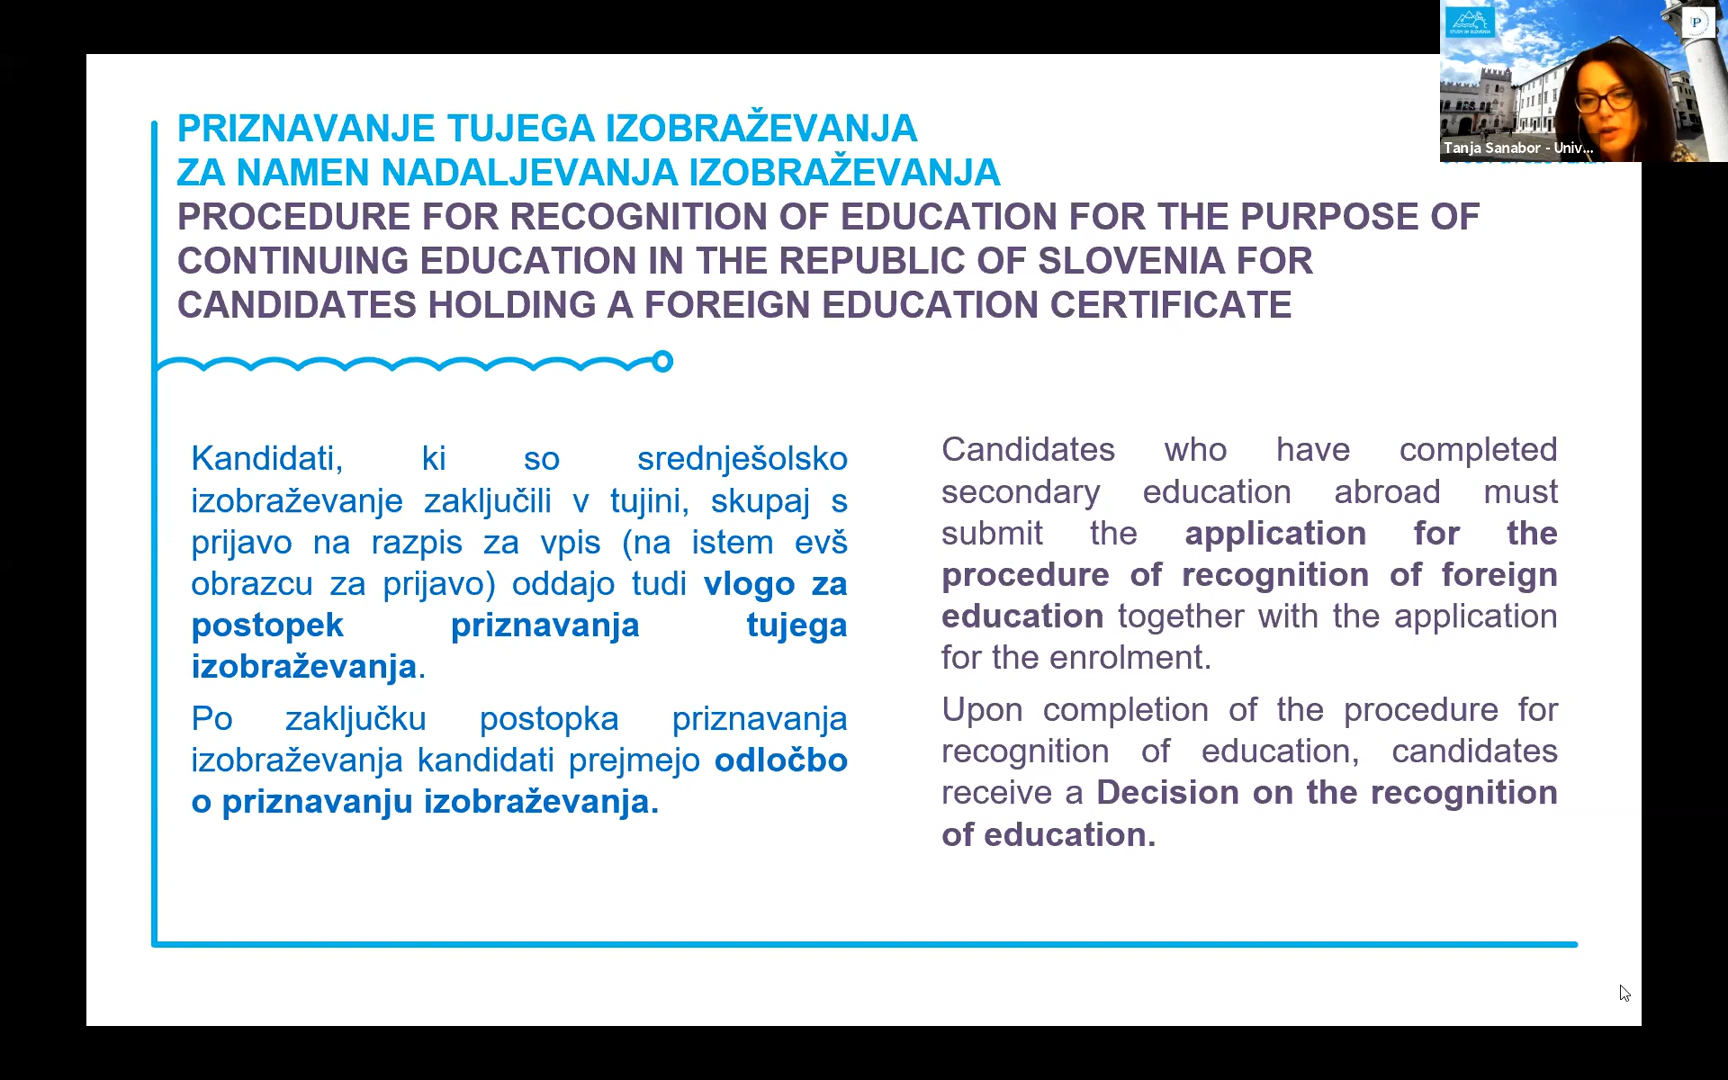 PRIZNAVANJE TUJEGA IZOBRAŽEVANJA
ZA NAMEN NADALJEVANJA IZOBRAŽEVANJA
PROCEDURE FOR RECOGNITION OF EDUCATION FOR THE PURPOSE OF
CONTINUING EDUCATION IN THE REPUBLIC OF SLOVENIA FOR
CANDIDATES HOLDING A FOREIGN EDUCATION CERTIFICATE
Kandidati, ki so srednješolsko
izobraževanje zaključili v tujini, skupaj s
prijavo na razpis za vpis (na istem evš
obrazcu za prijavo) oddajo tudi vlogo za
postopek priznavanja tujega
izobraževanja.
Po zaključku postopka priznavanja
izobraževanja kandidati prejmejo odločbo
o priznavanju izobraževanja.
Candidates who have completed
secondary education abroad must
submit the application for the
procedure of recognition of foreign
education together with the application
for the enrolment.
Upon completion of the procedure for
recognition of education, candidates
receive a Decision on the recognition
of education.
P
Tanja Sanabor - Univ...